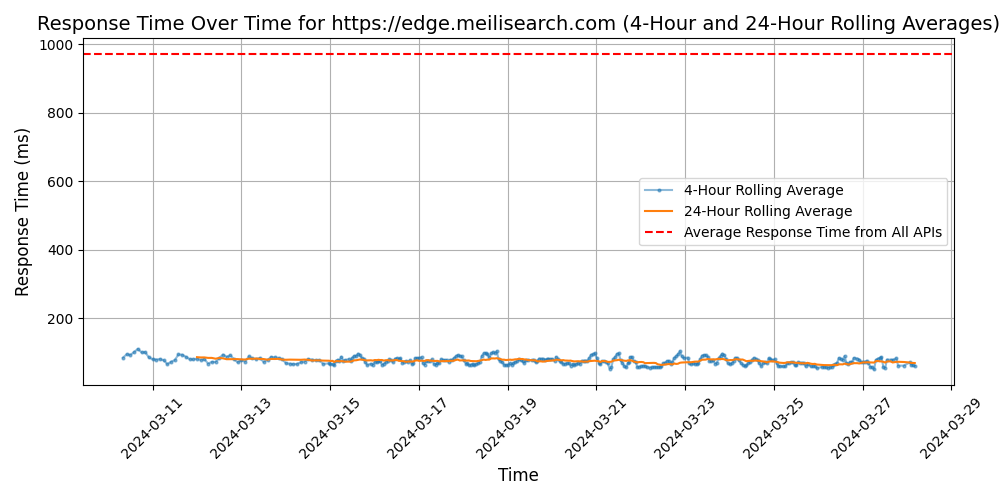 Response Time Over Time for https://edge.meilisearch.com (4-Hour and 24-Hour Rolling Averages)
Response Time (ms)
1000
800
600
400
200
4-Hour Rolling Average
24-Hour Rolling Average
Average Response Time from All APIs
2024-03-11
2024-03-13
2024-03-15
2024-03-17
2024-03-19
2024-03-21
2024-03-23
2024-03-25
2024-03-27
2024-03-29
Time